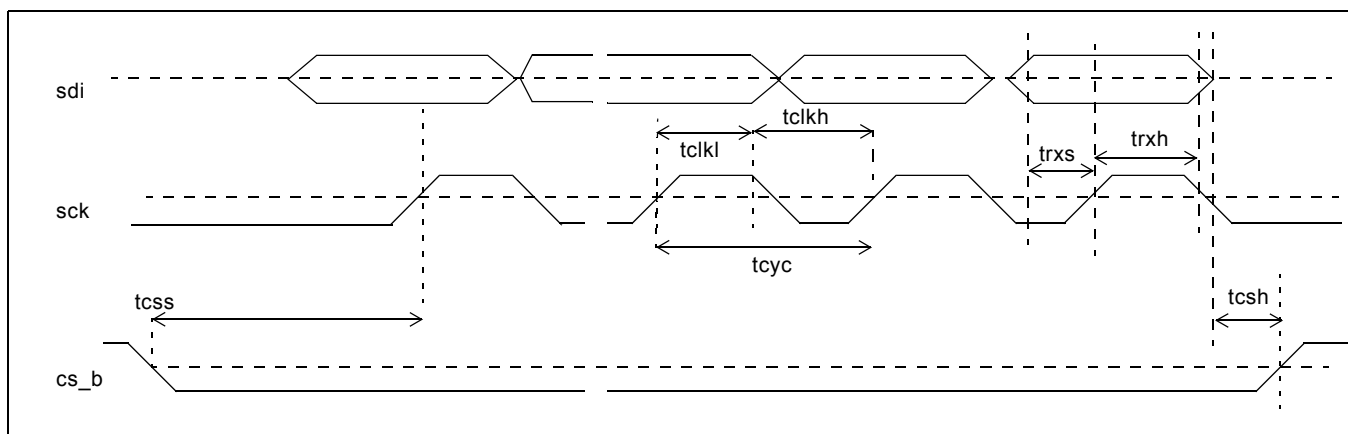 sdi
tclkh
tclkl
trxs
trxh
sck
tcyc
tcss
tcsh
cs_b